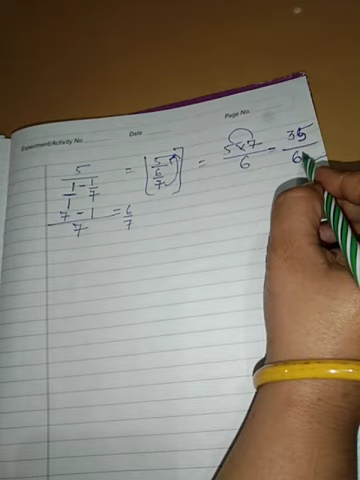 Experiment/Activity No. Date Page No.
5 / (1/1 - 1/7) = [5 / (6/7)] = 5×7 / 6 = 35 / 6
7 - 1 / 7 = 6 / 7